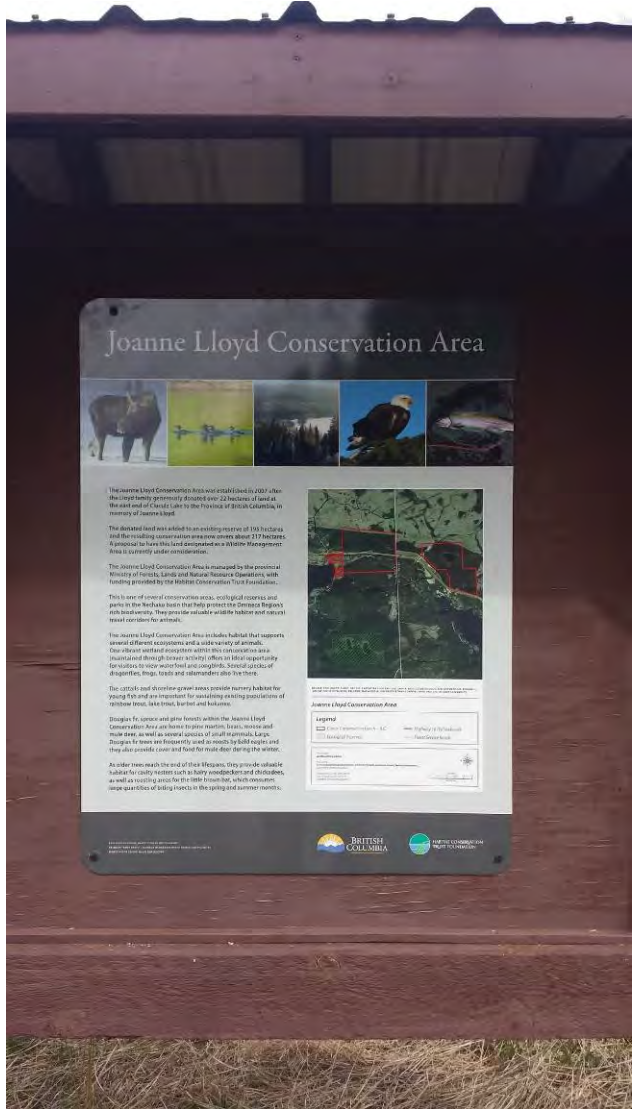 Joanne Lloyd Conservation Area
The Joanne Lloyd Conservation Area was established in 2007 after
the Lloyd family generously donated over 22 hectares of land at
the east end of Cluculz Lake to the Province of British Columbia, in
memory of Joanne Lloyd.
The donated land was added to an existing reserve of 195 hectares
and the resulting conservation area now covers about 217 hectares.
A proposal to have this land designated as a Wildlife Management
Area is currently under consideration.
The Joanne Lloyd Conservation Area is managed by the provincial
Ministry of Forests, Lands and Natural Resource Operations, with
funding provided by the Habitat Conservation Trust Foundation.
This is one of several conservation areas, ecological reserves and
parks in the Nechako basin that help protect the Omineca Region's
rich biodiversity. They provide valuable wildlife habitat and natural
travel corridors for animals.
The Joanne Lloyd Conservation Area includes habitat that supports
several different ecosystems and a wide variety of animals.
One vibrant wetland ecosystem within this conservation area
(maintained through beaver activity) offers an ideal opportunity
for visitors to view waterfowl and songbirds. Several species of
dragonflies, frogs, toads and salamanders also live there.
The cattails and shoreline gravel areas provide nursery habitat for
young fish and are important for sustaining existing populations of
rainbow trout, lake trout, burbot and kokanee.
Douglas fir, spruce and pine forests within the Joanne Lloyd
Conservation Area are home to pine marten, bears, moose and
mule deer, as well as several species of small mammals. Large
Douglas fir trees are frequently used as roosts by bald eagles and
they also provide cover and food for mule deer during the winter.
As older trees reach the end of their lifespans, they provide valuable
habitat for cavity nesters such as hairy woodpeckers and chickadees,
as well as roosting areas for the little brown bat, which consumes
large quantities of biting insects in the spring and summer months.
Joanne Lloyd Conservation Area
Legend
BRITISH
COLUMBIA
HABITAT CONSERVATION
TRUST FOUNDATION